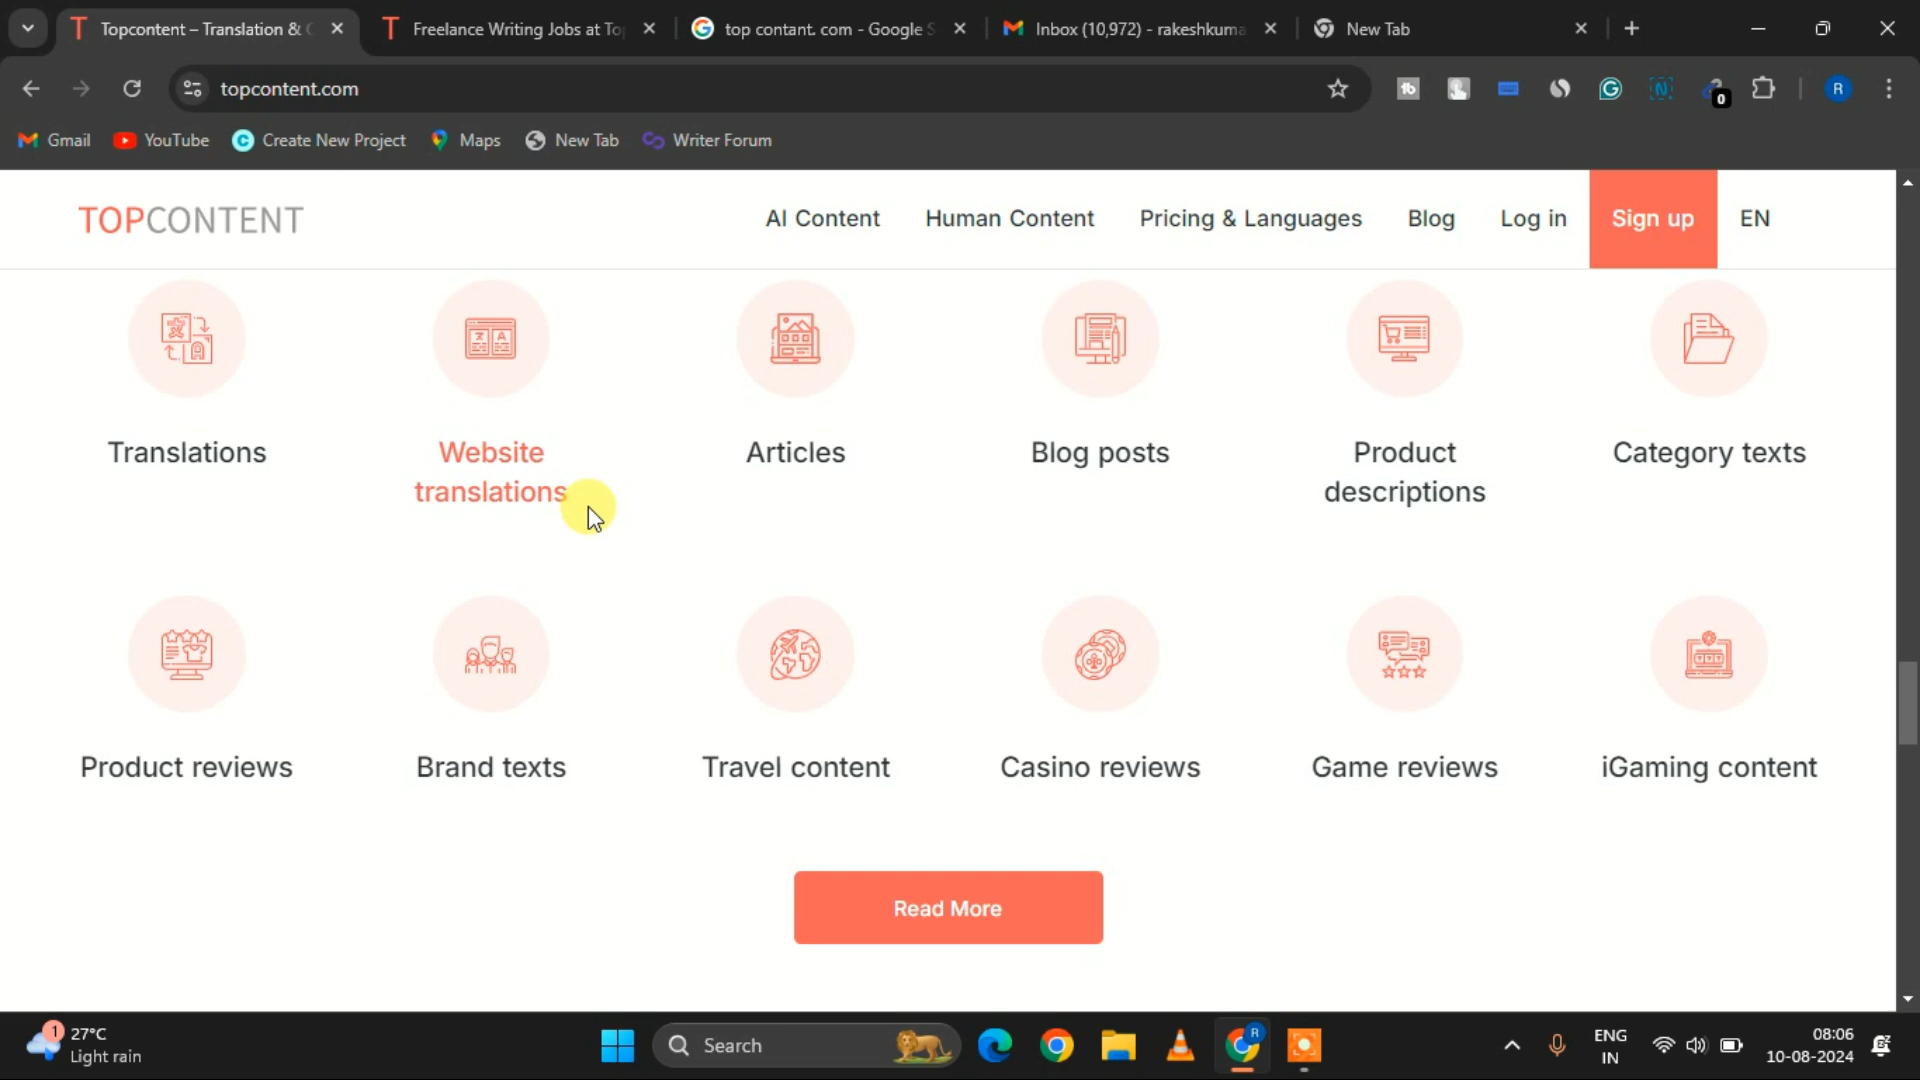 Topcontent – Translation &
Freelance Writing Jobs at To
top contant. com - Google S
Inbox (10,972) - rakeshkuma
New Tab
topcontent.com
R
0
Gmail
YouTube
Create New Project
Maps
New Tab
Writer Forum
TOPCONTENT
AI Content
Human Content
Pricing & Languages
Blog
Log in
Sign up
EN
Translations
Website
translations
Articles
Blog posts
Product
descriptions
Category texts
Product reviews
Brand texts
Travel content
Casino reviews
Game reviews
iGaming content
Read More
1
27°C
Light rain
Search
R
ENG
IN
08:06
10-08-2024